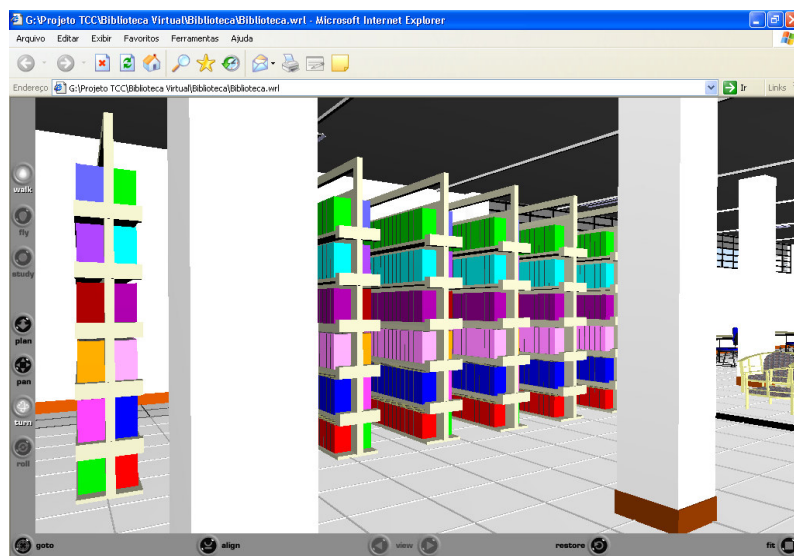 G:\Projeto TCC\Biblioteca Virtual\Biblioteca\Biblioteca.wrl - Microsoft Internet Explorer
Arquivo Editar Exibir Favoritos Ferramentas Ajuda
Endereço G:\Projeto TCC\Biblioteca Virtual\Biblioteca\Biblioteca.wrl Ir Links
walk
fly
study
plan
pan
turn
roll
goto align view restore fit